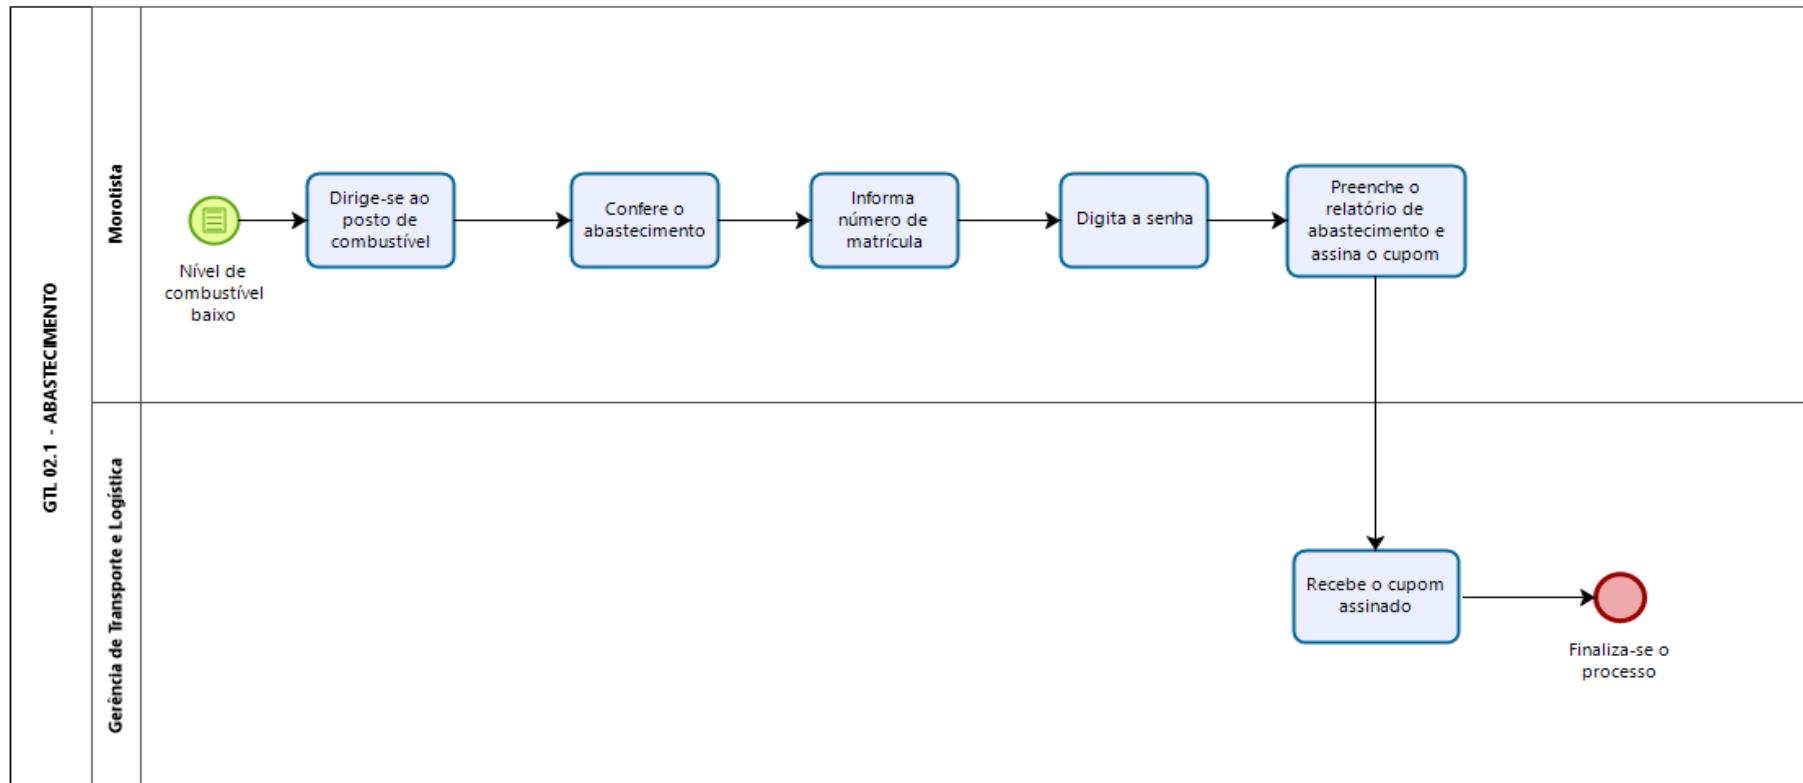 GTL 02.1 - ABASTECIMENTO
Morotista
Nível de
combustível
baixo
Dirige-se ao
posto de
combustível
Confere o
abastecimento
Informa
número de
matrícula
Digita a senha
Preenche o
relatório de
abastecimento e
assina o cupom
Gerência de Transporte e Logística
Recebe o cupom
assinado
Finaliza-se o
processo